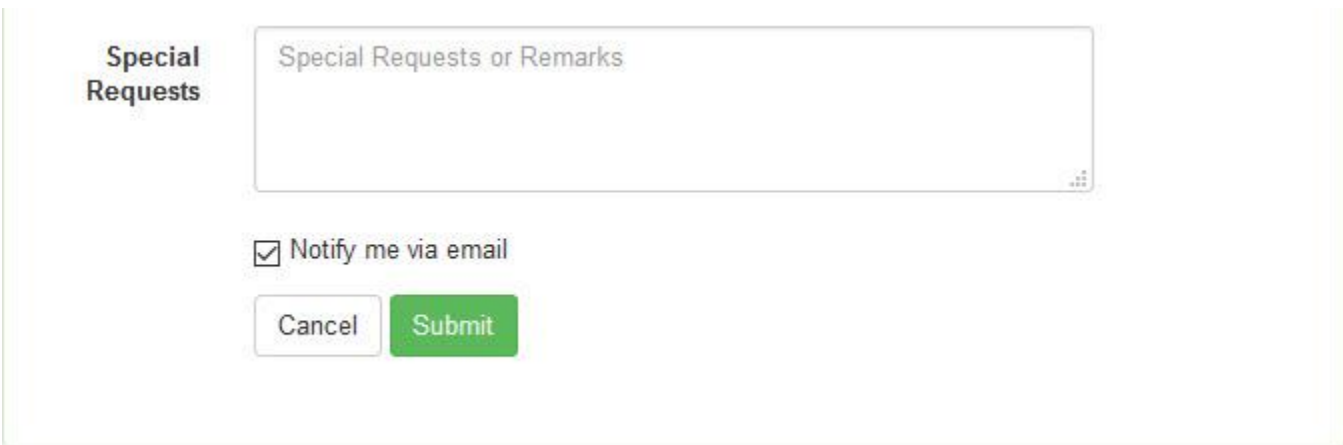 Special
Requests
Special Requests or Remarks
Notify me via email
Cancel Submit